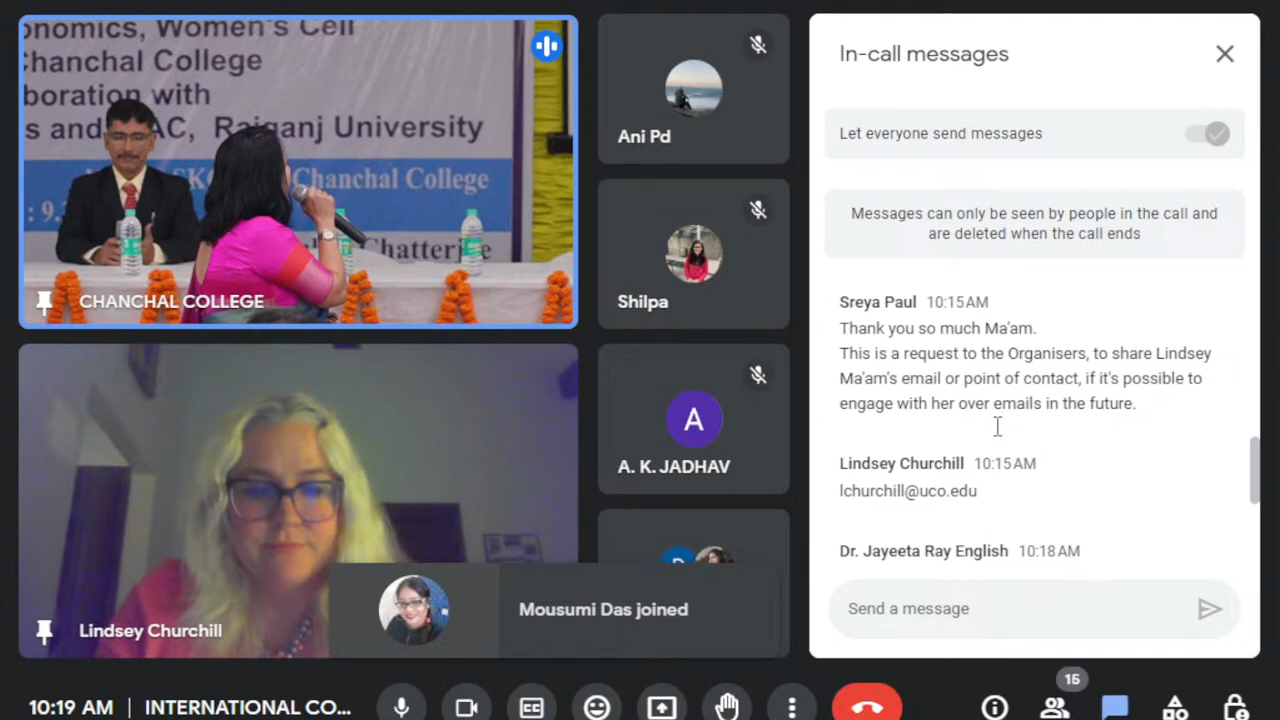 onomics, Women's Cell
Chanchal College
boration with
s and AC, Raiganj University
Chanchal College
: 9.
Chatterjee
CHANCHAL COLLEGE
Lindsey Churchill
Ani Pd
Shilpa
A
A. K. JADHAV
Mousumi Das joined
In-call messages
Let everyone send messages
Messages can only be seen by people in the call and
are deleted when the call ends
Sreya Paul 10:15 AM
Thank you so much Ma'am.
This is a request to the Organisers, to share Lindsey
Ma'am's email or point of contact, if it's possible to
engage with her over emails in the future.
Lindsey Churchill 10:15 AM
lchurchill@uco.edu
Dr. Jayeeta Ray English 10:18 AM
Send a message
10:19 AM | INTERNATIONAL CO...
15